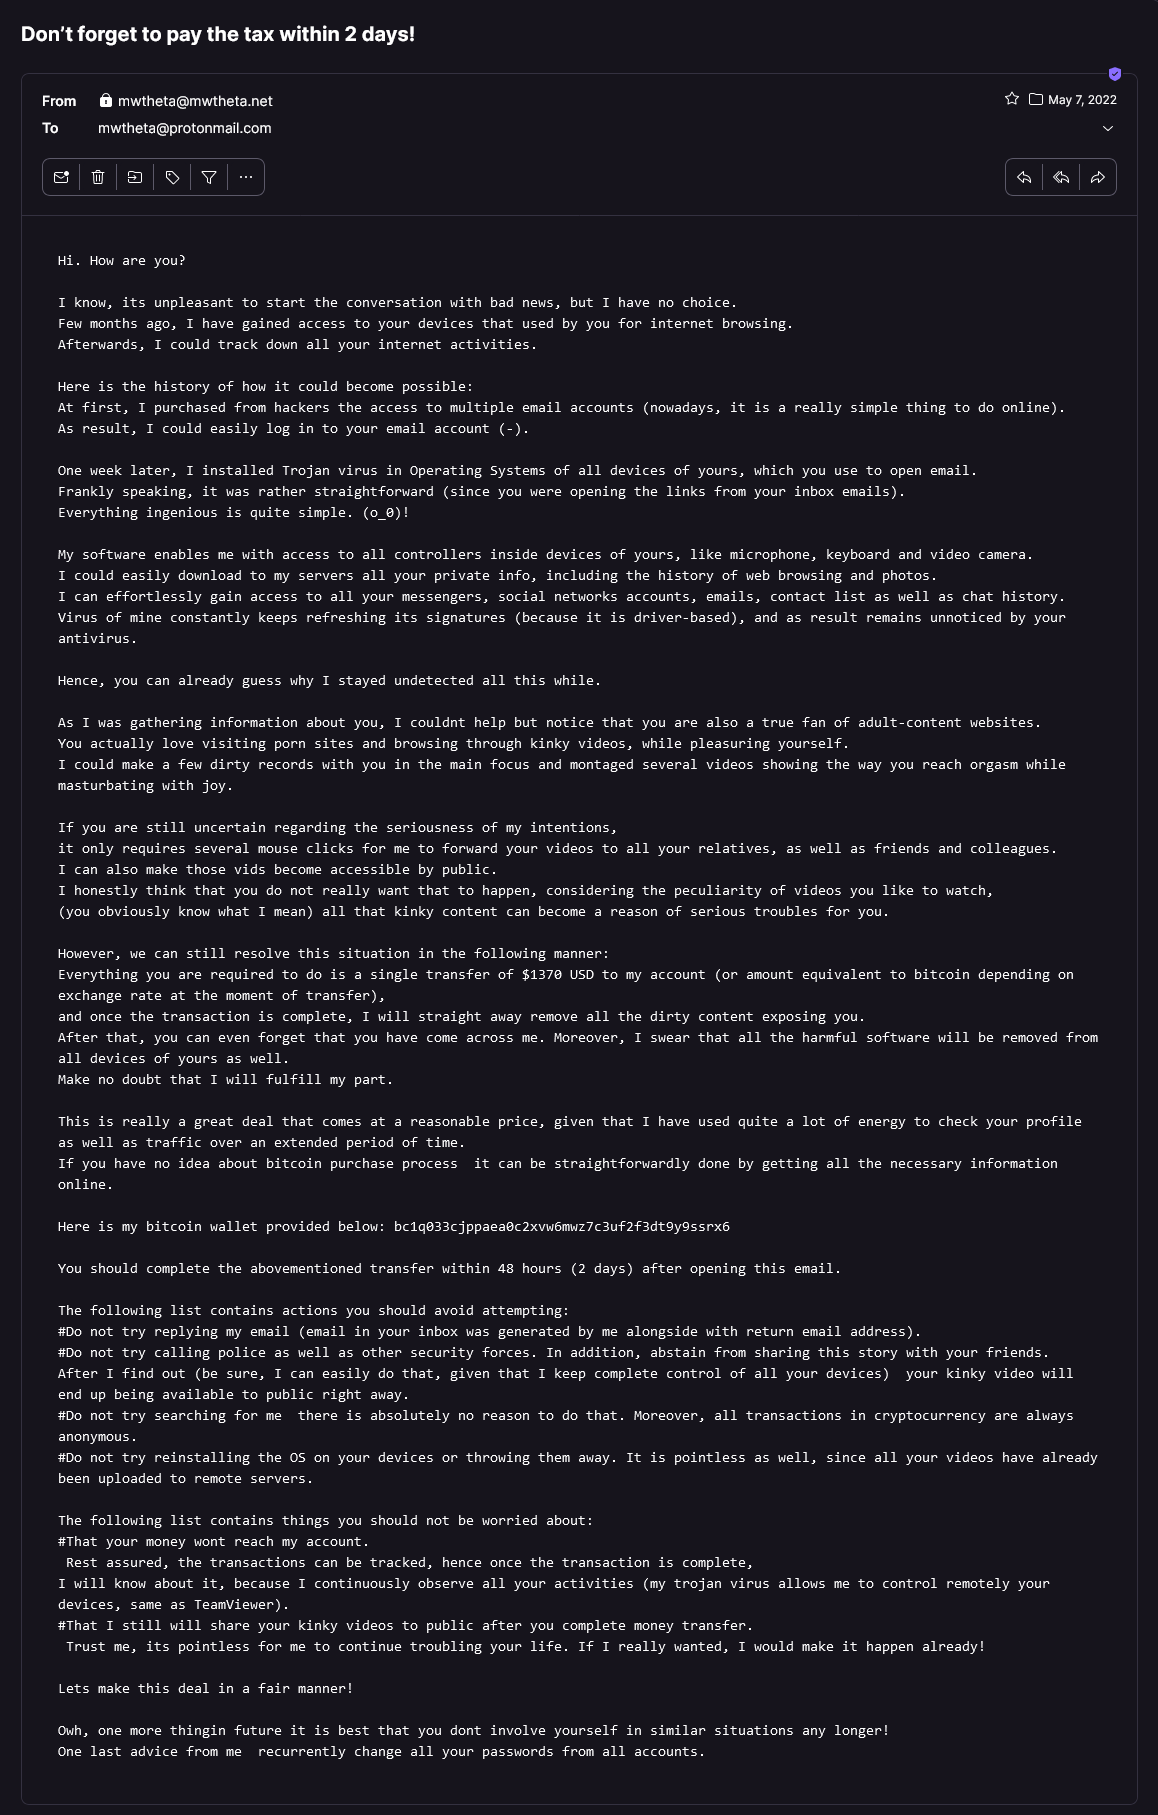 Don’t forget to pay the tax within 2 days!
From mwtheta@mwtheta.net
May 7, 2022
To mwtheta@protonmail.com
Hi. How are you?
I know, its unpleasant to start the conversation with bad news, but I have no choice.
Few months ago, I have gained access to your devices that used by you for internet browsing.
Afterwards, I could track down all your internet activities.
Here is the history of how it could become possible:
At first, I purchased from hackers the access to multiple email accounts (nowadays, it is a really simple thing to do online).
As result, I could easily log in to your email account (-).
One week later, I installed Trojan virus in Operating Systems of all devices of yours, which you use to open email.
Frankly speaking, it was rather straightforward (since you were opening the links from your inbox emails).
Everything ingenious is quite simple. (o_0)!
My software enables me with access to all controllers inside devices of yours, like microphone, keyboard and video camera.
I could easily download to my servers all your private info, including the history of web browsing and photos.
I can effortlessly gain access to all your messengers, social networks accounts, emails, contact list as well as chat history.
Virus of mine constantly keeps refreshing its signatures (because it is driver-based), and as result remains unnoticed by your
antivirus.
Hence, you can already guess why I stayed undetected all this while.
As I was gathering information about you, I couldnt help but notice that you are also a true fan of adult-content websites.
You actually love visiting porn sites and browsing through kinky videos, while pleasuring yourself.
I could make a few dirty records with you in the main focus and montaged several videos showing the way you reach orgasm while
masturbating with joy.
If you are still uncertain regarding the seriousness of my intentions,
it only requires several mouse clicks for me to forward your videos to all your relatives, as well as friends and colleagues.
I can also make those vids become accessible by public.
I honestly think that you do not really want that to happen, considering the peculiarity of videos you like to watch,
(you obviously know what I mean) all that kinky content can become a reason of serious troubles for you.
However, we can still resolve this situation in the following manner:
Everything you are required to do is a single transfer of $1370 USD to my account (or amount equivalent to bitcoin depending on
exchange rate at the moment of transfer),
and once the transaction is complete, I will straight away remove all the dirty content exposing you.
After that, you can even forget that you have come across me. Moreover, I swear that all the harmful software will be removed from
all devices of yours as well.
Make no doubt that I will fulfill my part.
This is really a great deal that comes at a reasonable price, given that I have used quite a lot of energy to check your profile
as well as traffic over an extended period of time.
If you have no idea about bitcoin purchase process  it can be straightforwardly done by getting all the necessary information
online.
Here is my bitcoin wallet provided below: bc1q033cjppaea0c2xvw6mwz7c3uf2f3dt9y9ssrx6
You should complete the abovementioned transfer within 48 hours (2 days) after opening this email.
The following list contains actions you should avoid attempting:
#Do not try replying my email (email in your inbox was generated by me alongside with return email address).
#Do not try calling police as well as other security forces. In addition, abstain from sharing this story with your friends.
After I find out (be sure, I can easily do that, given that I keep complete control of all your devices)  your kinky video will
end up being available to public right away.
#Do not try searching for me  there is absolutely no reason to do that. Moreover, all transactions in cryptocurrency are always
anonymous.
#Do not try reinstalling the OS on your devices or throwing them away. It is pointless as well, since all your videos have already
been uploaded to remote servers.
The following list contains things you should not be worried about:
#That your money wont reach my account.
Rest assured, the transactions can be tracked, hence once the transaction is complete,
I will know about it, because I continuously observe all your activities (my trojan virus allows me to control remotely your
devices, same as TeamViewer).
#That I still will share your kinky videos to public after you complete money transfer.
Trust me, its pointless for me to continue troubling your life. If I really wanted, I would make it happen already!
Lets make this deal in a fair manner!
Owh, one more thingin future it is best that you dont involve yourself in similar situations any longer!
One last advice from me  recurrently change all your passwords from all accounts.